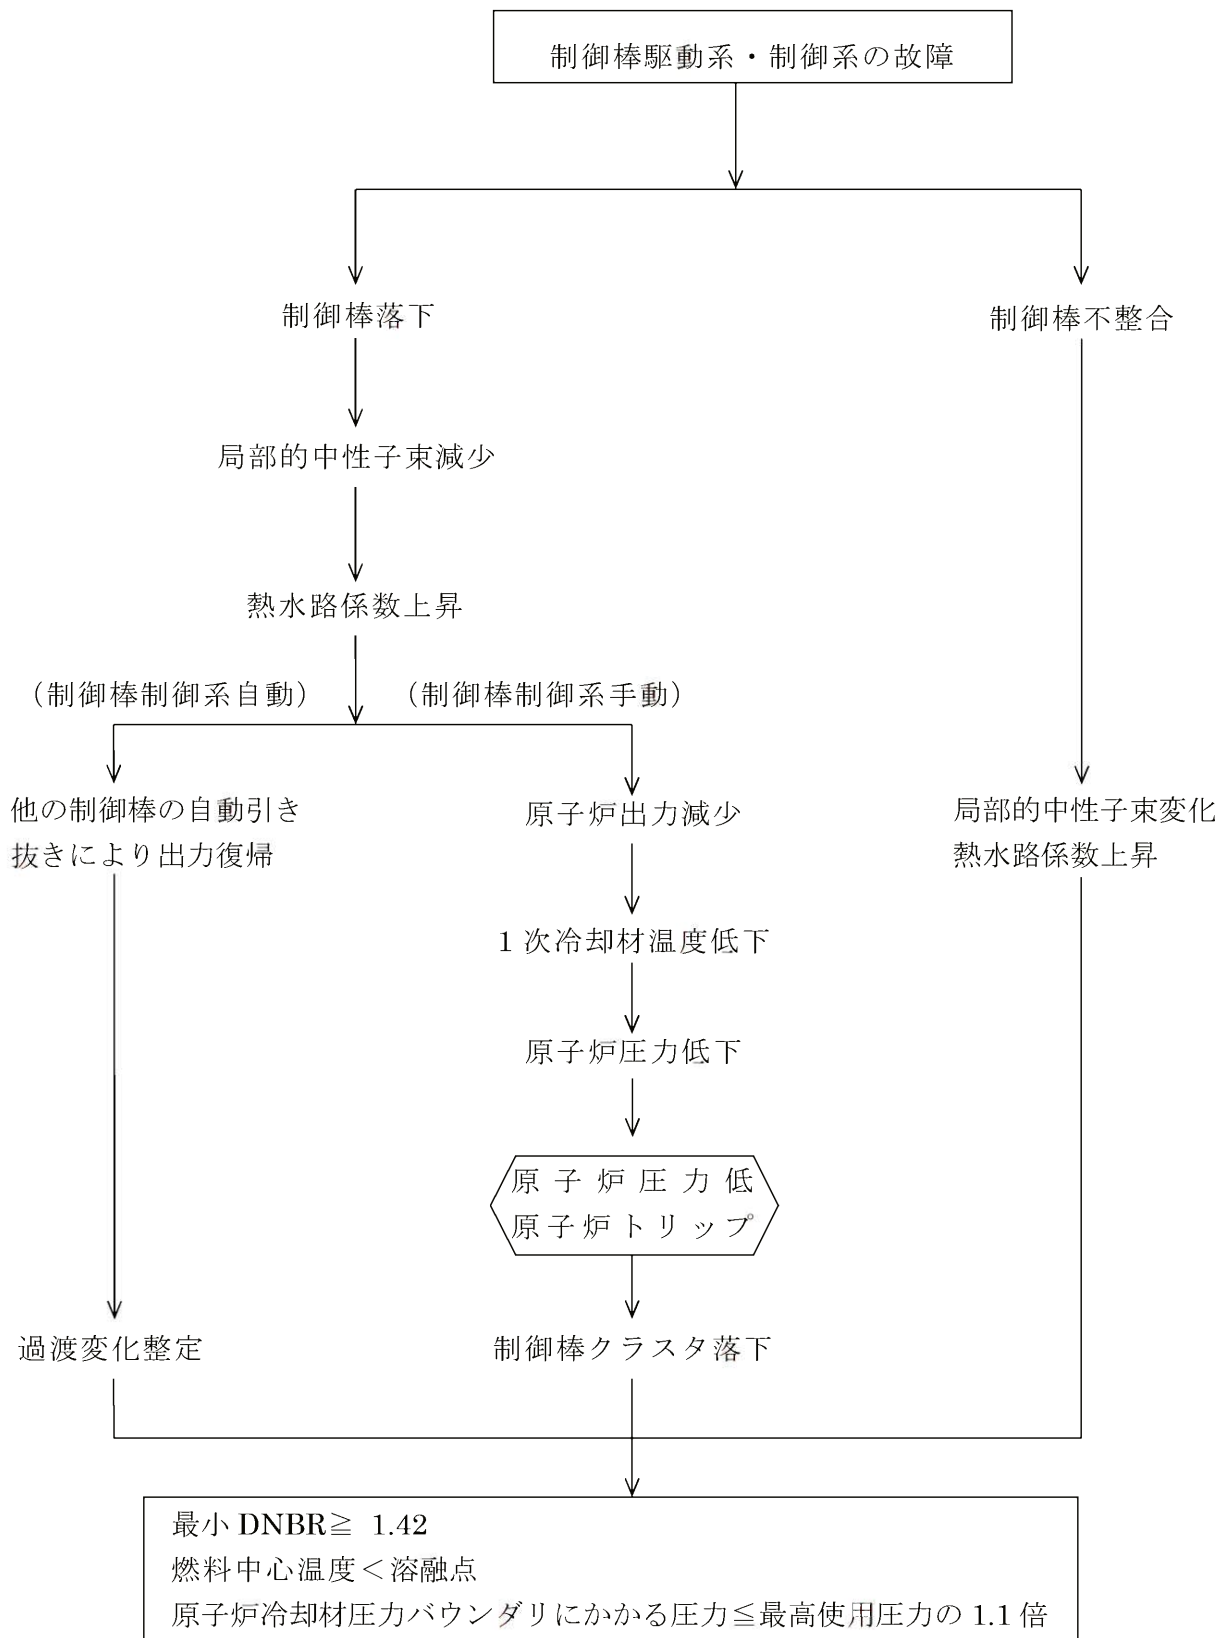 制御棒駆動系・制御系の故障
制御棒落下
制御棒不整合
局部的中性子束減少
熱水路係数上昇
（制御棒制御系自動）
（制御棒制御系手動）
他の制御棒の自動引き
抜きにより出力復帰
原子炉出力減少
局部的中性子束変化
熱水路係数上昇
1 次冷却材温度低下
原子炉圧力低下
原子炉圧力低
原子炉トリップ
過渡変化整定
制御棒クラスタ落下
最小 DNBR≧ 1.42
燃料中心温度＜溶融点
原子炉冷却材圧力バウンダリにかかる圧力≦最高使用圧力の 1.1 倍